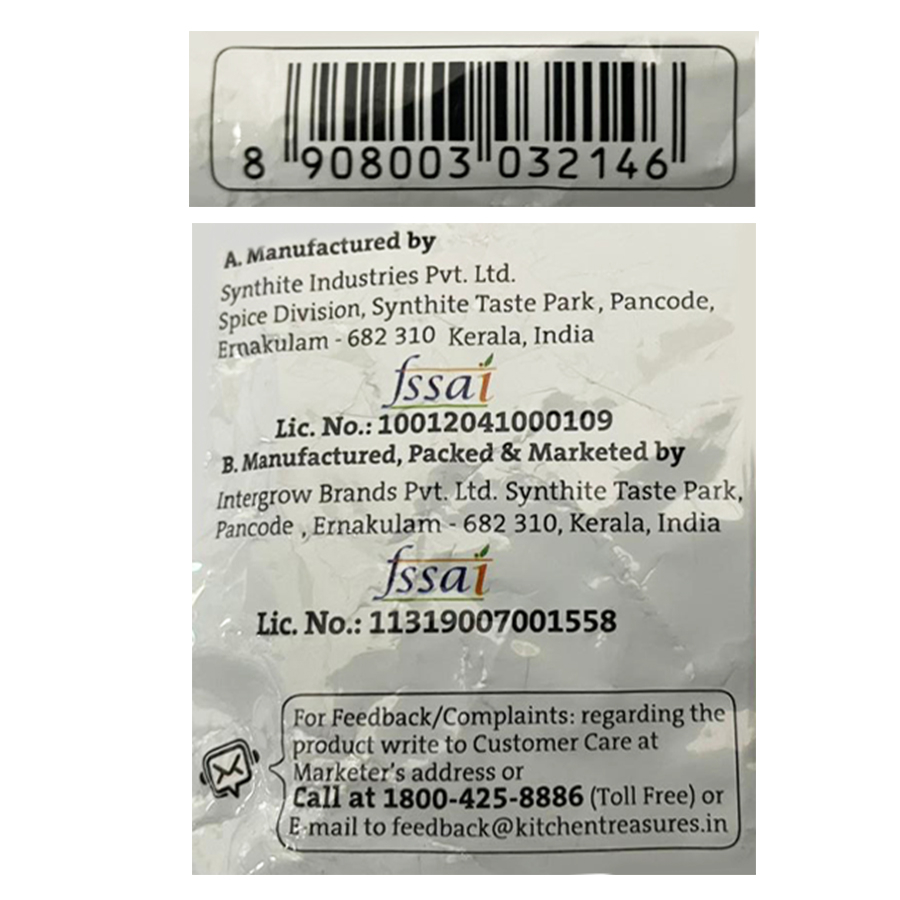 8 908003 032146
A. Manufactured by
Synthite Industries Pvt. Ltd.
Spice Division, Synthite Taste Park, Pancode,
Ernakulam - 682 310 Kerala, India
fssai
Lic. No.: 10012041000109
B. Manufactured, Packed & Marketed by
Intergrow Brands Pvt. Ltd. Synthite Taste Park,
Pancode , Ernakulam - 682 310, Kerala, India
fssai
Lic. No.: 11319007001558
For Feedback/Complaints: regarding the
product write to Customer Care at
Marketer's address or
Call at 1800-425-8886 (Toll Free) or
E-mail to feedback@kitchentreasures.in